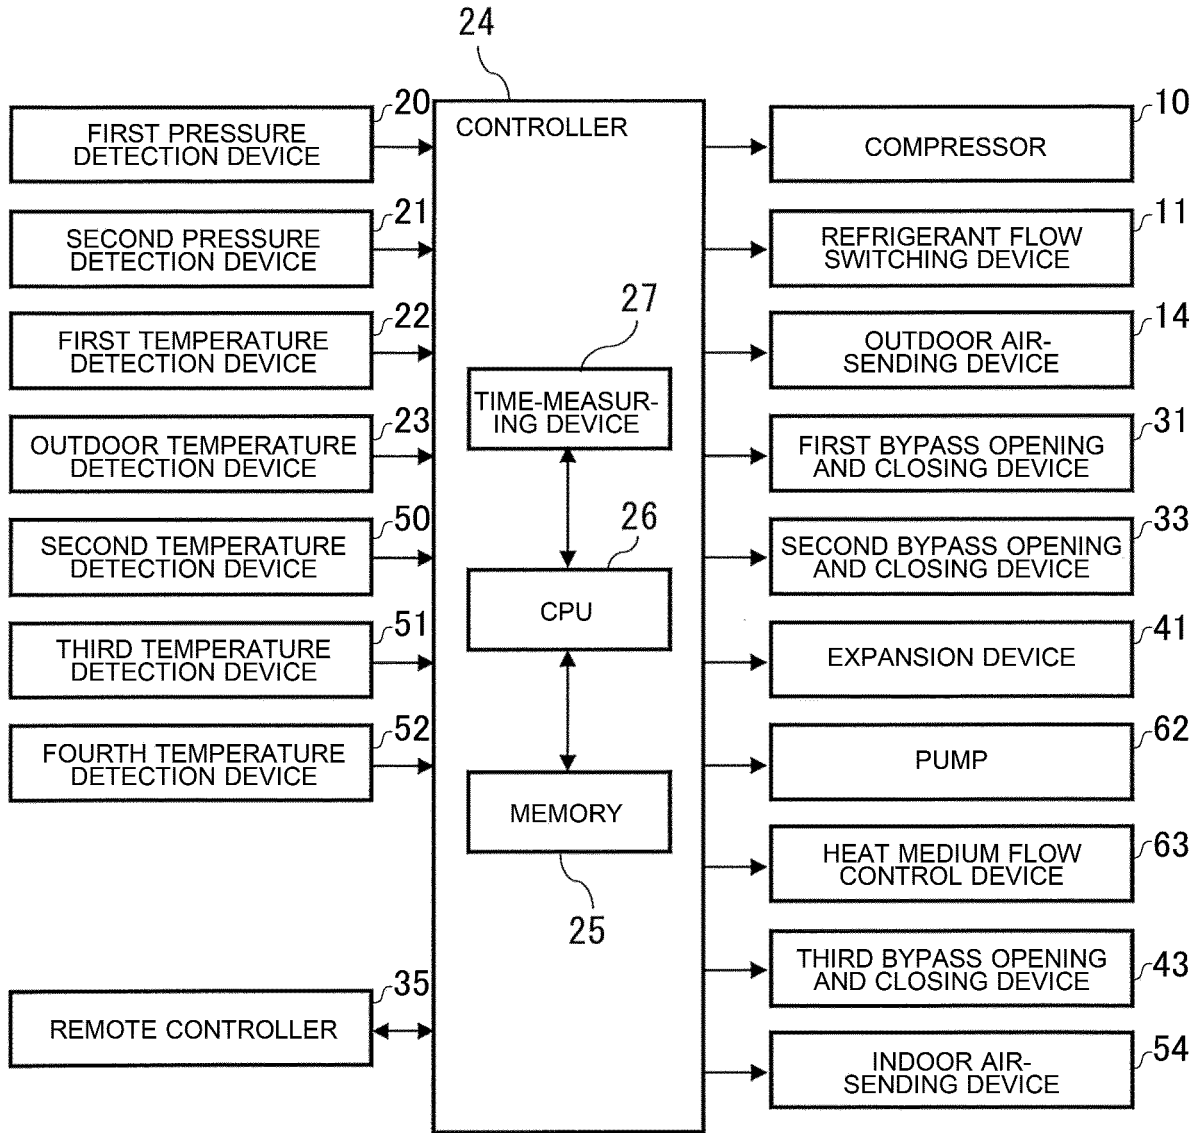 24
20
FIRST PRESSURE
DETECTION DEVICE
21
SECOND PRESSURE
DETECTION DEVICE
22
FIRST TEMPERATURE
DETECTION DEVICE
23
OUTDOOR TEMPERATURE
DETECTION DEVICE
50
SECOND TEMPERATURE
DETECTION DEVICE
51
THIRD TEMPERATURE
DETECTION DEVICE
52
FOURTH TEMPERATURE
DETECTION DEVICE
35
REMOTE CONTROLLER
CONTROLLER
27
TIME-MEASUR-
ING DEVICE
26
CPU
MEMORY
25
10
COMPRESSOR
11
REFRIGERANT FLOW
SWITCHING DEVICE
14
OUTDOOR AIR-
SENDING DEVICE
31
FIRST BYPASS OPENING
AND CLOSING DEVICE
33
SECOND BYPASS OPENING
AND CLOSING DEVICE
41
EXPANSION DEVICE
62
PUMP
63
HEAT MEDIUM FLOW
CONTROL DEVICE
43
THIRD BYPASS OPENING
AND CLOSING DEVICE
54
INDOOR AIR-
SENDING DEVICE